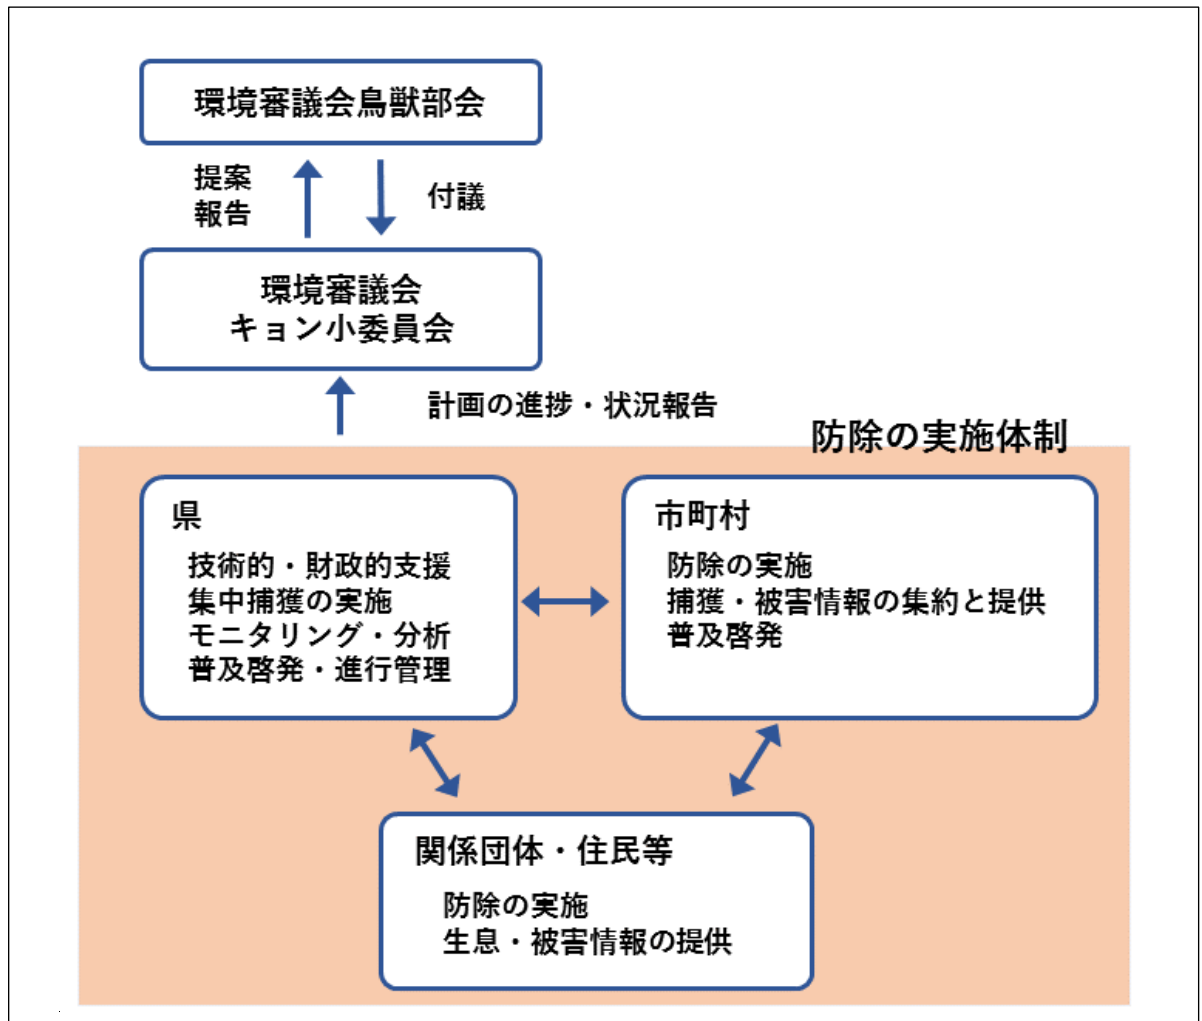 環境審議会鳥獣部会
提案
報告
付議
環境審議会
キョン小委員会
計画の進捗・状況報告
防除の実施体制
県
技術的・財政的支援
集中捕獲の実施
モニタリング・分析
普及啓発・進行管理
市町村
防除の実施
捕獲・被害情報の集約と提供
普及啓発
関係団体・住民等
防除の実施
生息・被害情報の提供